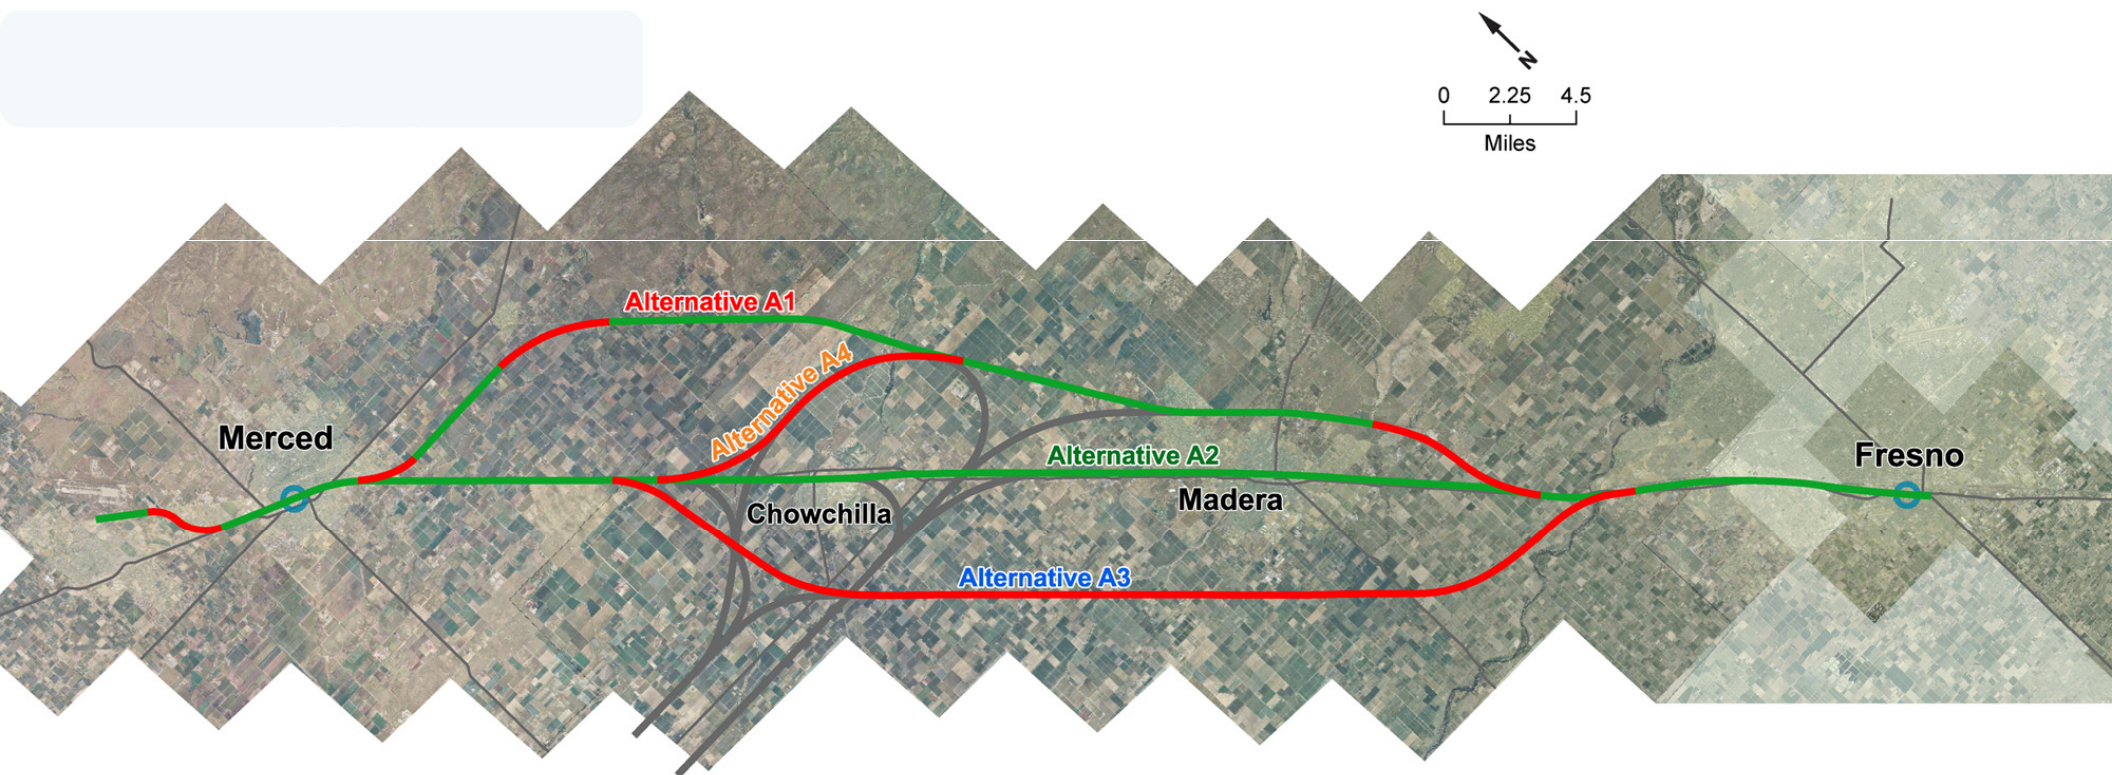 N
0 2.25 4.5
Miles
Alternative A1
Alternative A4
Merced
Alternative A2
Fresno
Madera
Chowchilla
Alternative A3